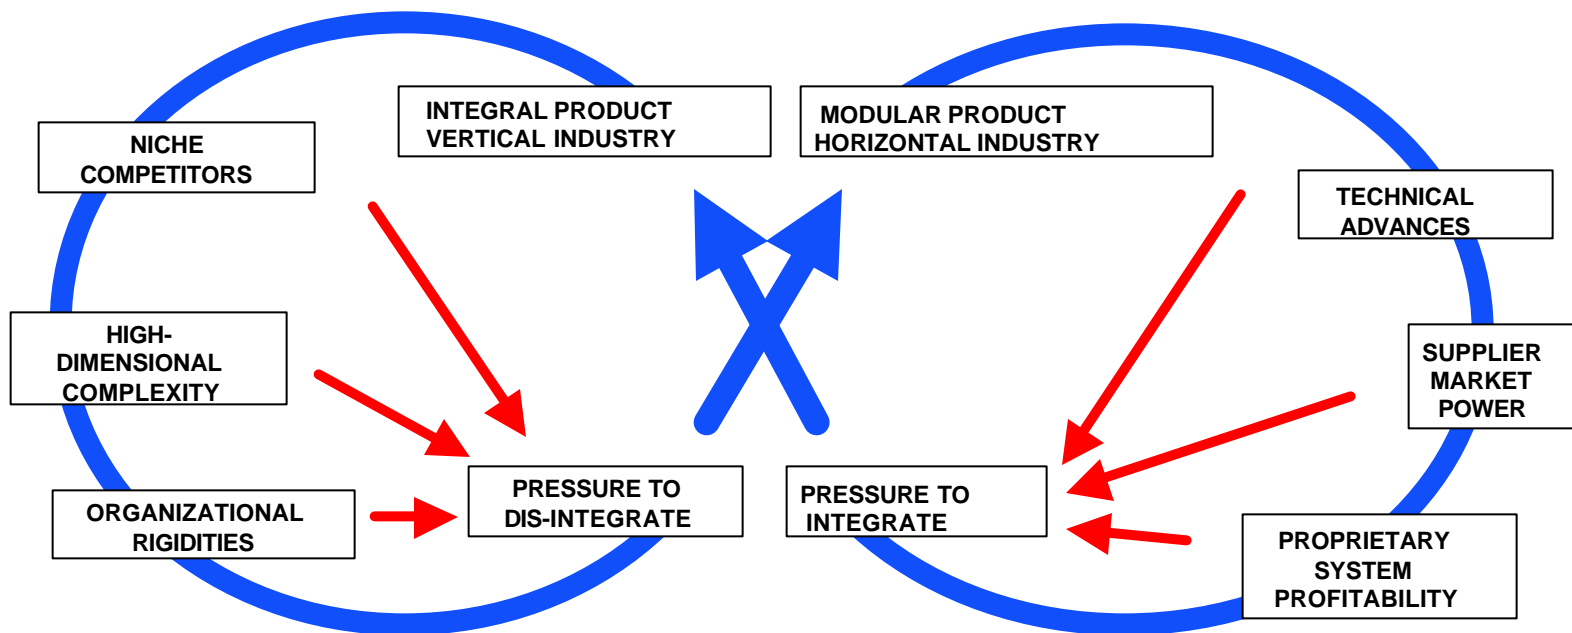 INTEGRAL PRODUCT
VERTICAL INDUSTRY
MODULAR PRODUCT
HORIZONTAL INDUSTRY
NICHE
COMPETITORS
TECHNICAL
ADVANCES
HIGH-
DIMENSIONAL
COMPLEXITY
SUPPLIER
MARKET
POWER
ORGANIZATIONAL
RIGIDITIES
PRESSURE TO
DIS-INTEGRATE
PRESSURE TO
INTEGRATE
PROPRIETARY
SYSTEM
PROFITABILITY